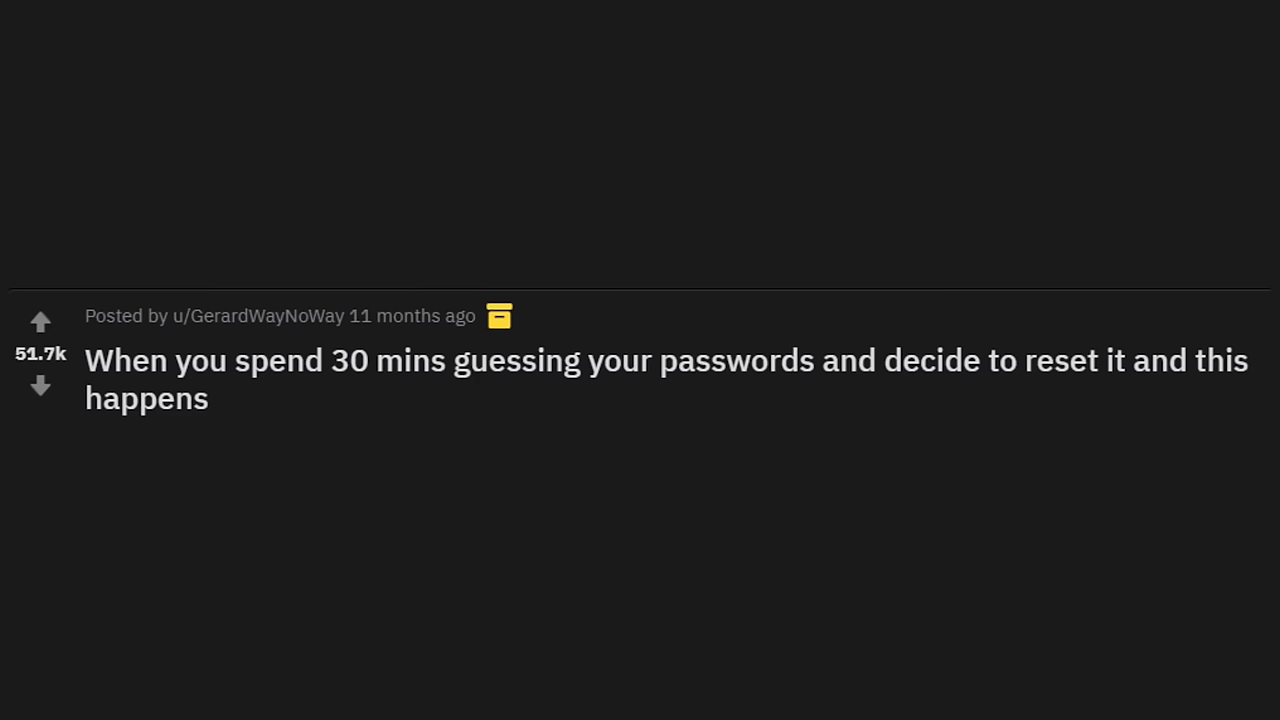 Posted by u/GerardWayNoWay 11 months ago
51.7k
When you spend 30 mins guessing your passwords and decide to reset it and this
happens